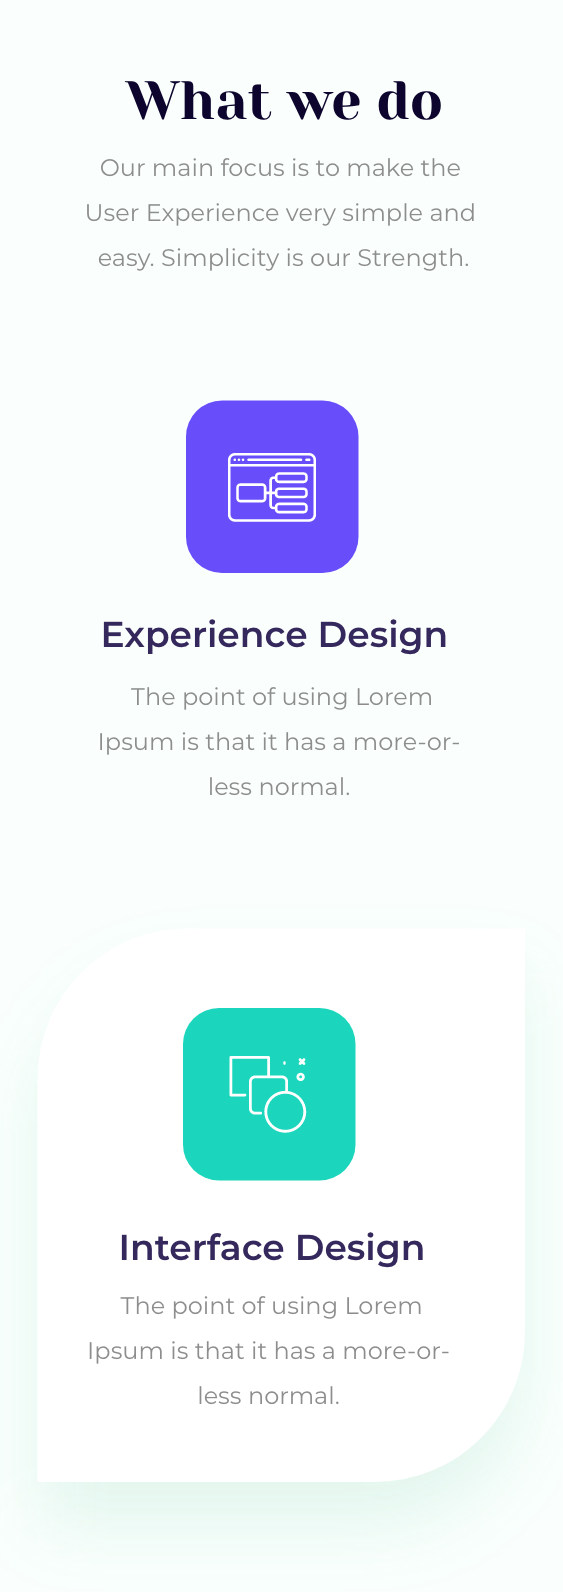 What we do
Our main focus is to make the
User Experience very simple and
easy. Simplicity is our Strength.
Experience Design
The point of using Lorem
Ipsum is that it has a more-or-
less normal.
Interface Design
The point of using Lorem
Ipsum is that it has a more-or-
less normal.